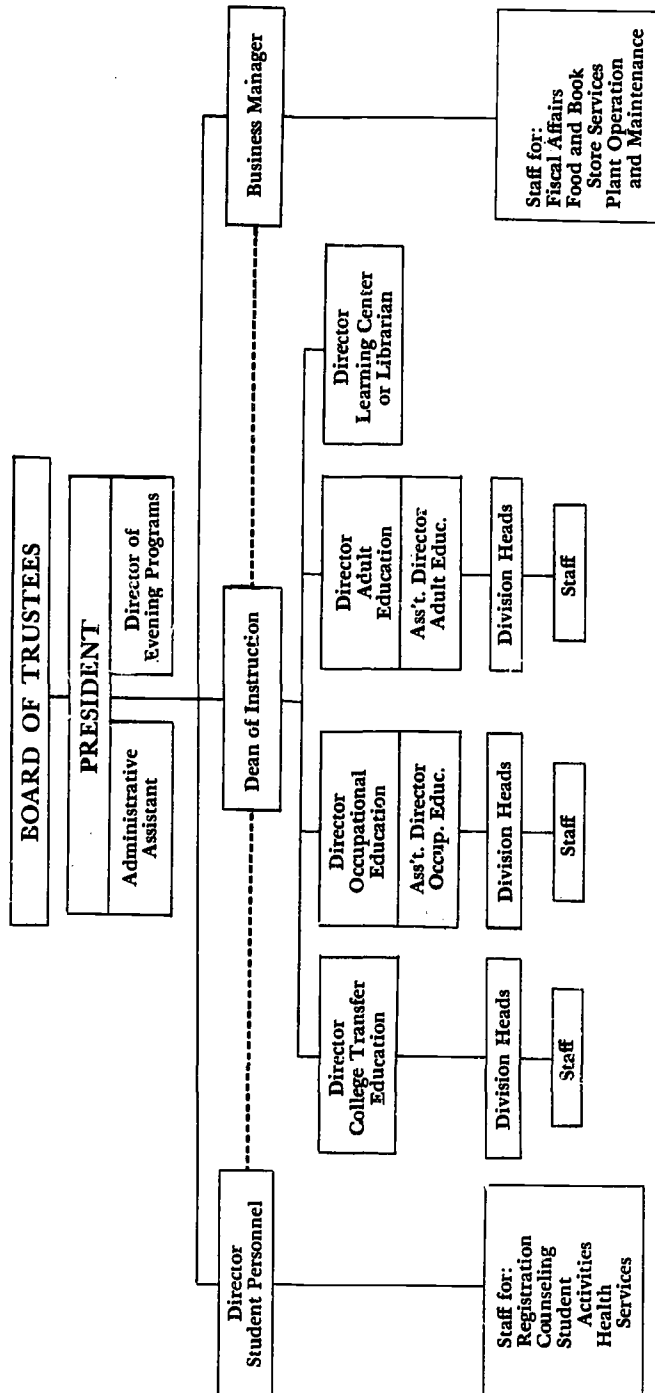 EOARD OF TRUSTEES
PRESIDENT
Administrative
Assistant
Director of
Evening Programs
Director
Student Personnel
Dean of Instruction
Business Manager
Director
College Transfer
Education
Director
Occupational
Education
Ass't. Director
Occup. Educ.
Director
Adult
Education
Ass't. Director
Adult Educ.
Director
Learning Center
or Librarian
Division Heads
Division Heads
Division Heads
Staff
Staff
Staff
Staff for:
Registration
Counseling
Student
Activities
Health
Services
Staff for:
Fiscal Affairs
Food and Book
Store Services
Plant Operation
and Maintenance